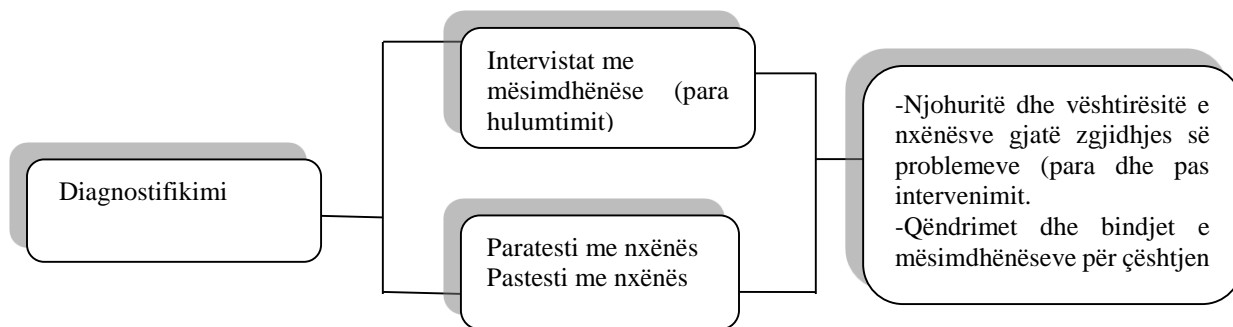 Diagnostifikimi
Intervistat me
mësimdhënëse (para
hulumtimit)
Paratesti me nxënës
Pastesti me nxënës
-Njohuritë dhe vështirësitë e
nxënësve gjatë zgjidhjes së
problemeve (para dhe pas
intervenimit.
-Qëndrimet dhe bindjet e
mësimdhënëseve për çështjen